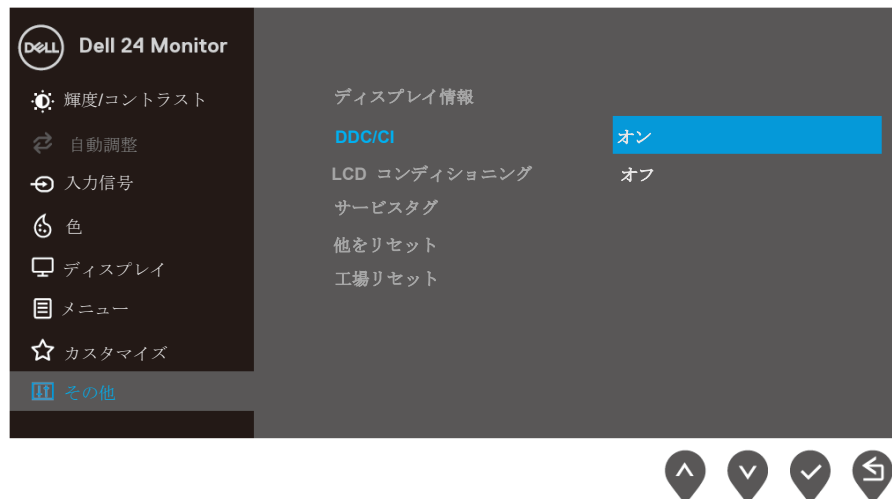 DELL Dell 24 Monitor
輝度/コントラスト
自動調整
入力信号
色
ディスプレイ
メニュー
カスタマイズ
その他
ディスプレイ情報
DDC/CI オン
LCD コンディショニング オフ
サービスタグ
他をリセット
工場リセット